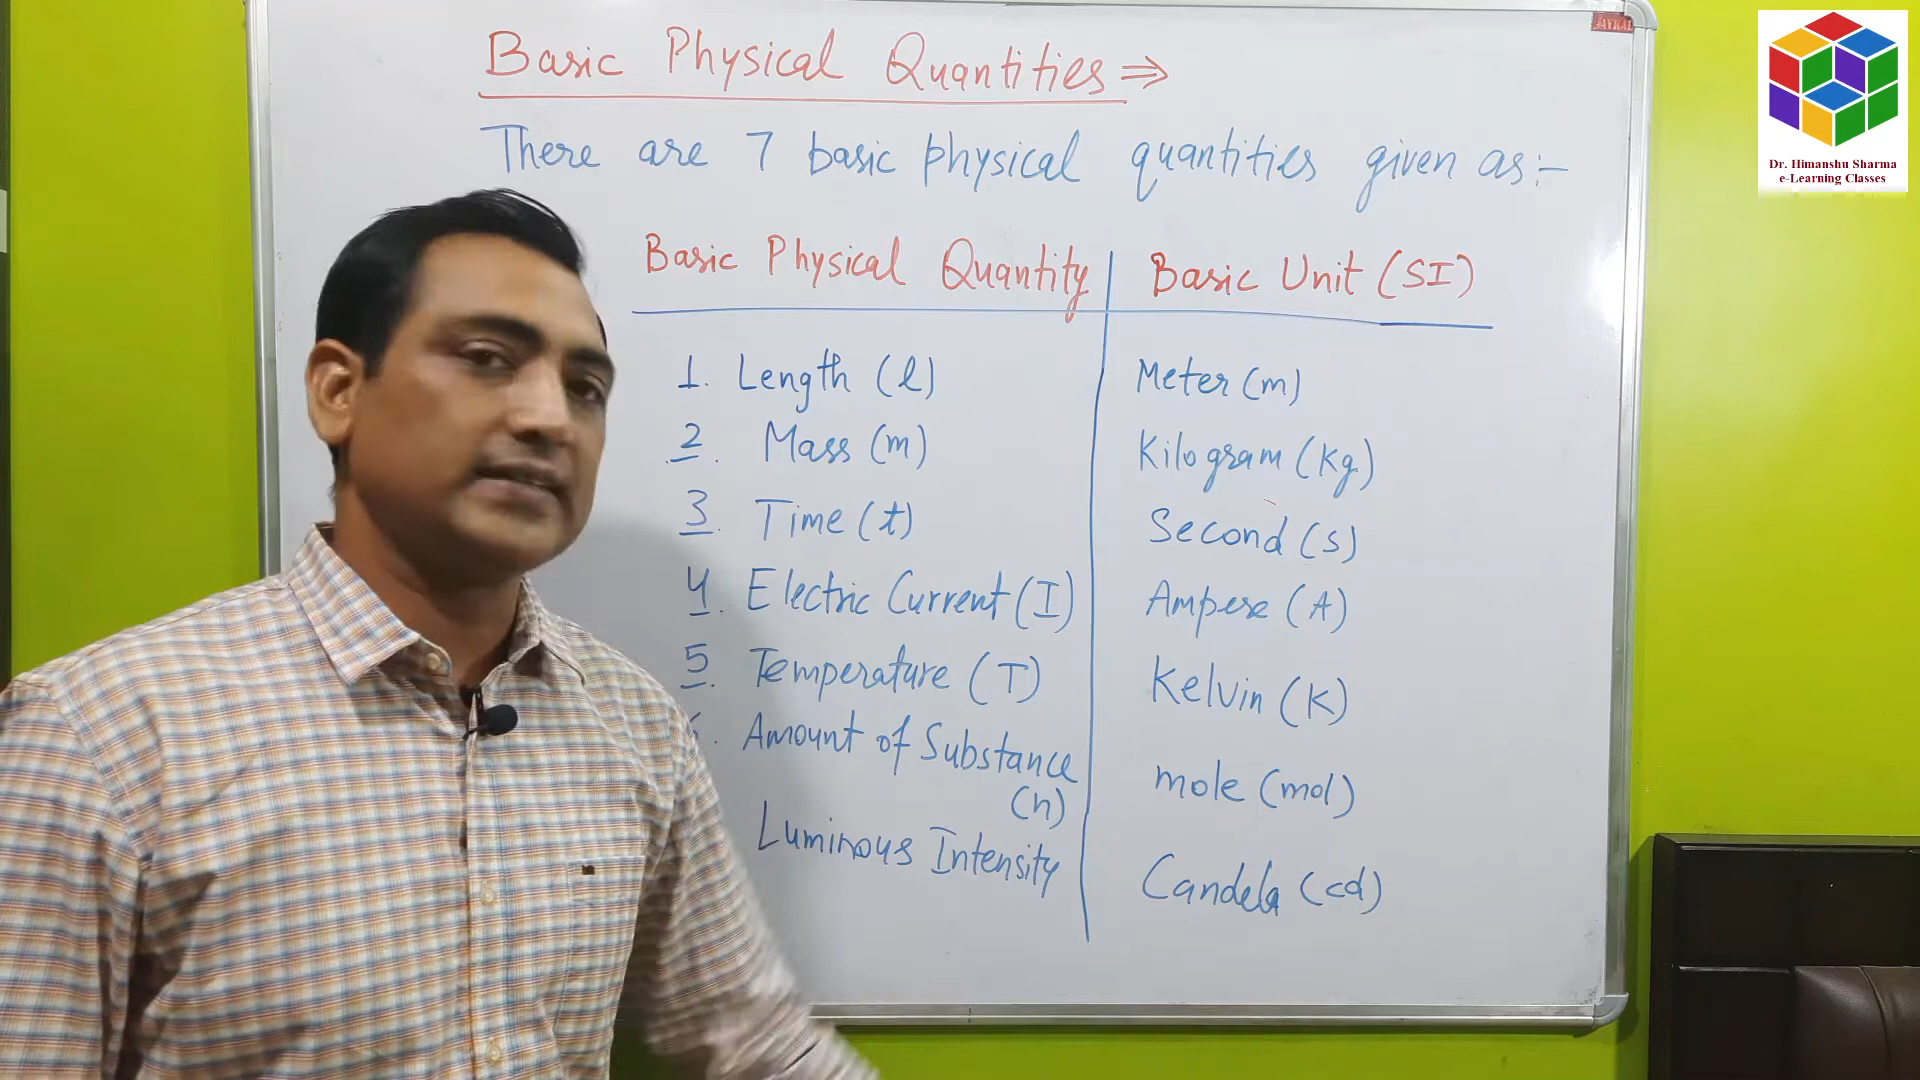 JAYKAL
Basic Physical Quantities ⇒
There are 7 basic physical quantities given as:-
Dr. Himanshu Sharma
e-Learning Classes
Basic Physical Quantity Basic Unit (SI)
1. Length (l) Meter (m)
2. Mass (m) Kilogram (kg)
3. Time (t) Second (s)
4. Electric Current (I) Ampere (A)
5. Temperature (T) Kelvin (K)
6. Amount of Substance (n) mole (mol)
Luminous Intensity Candela (cd)